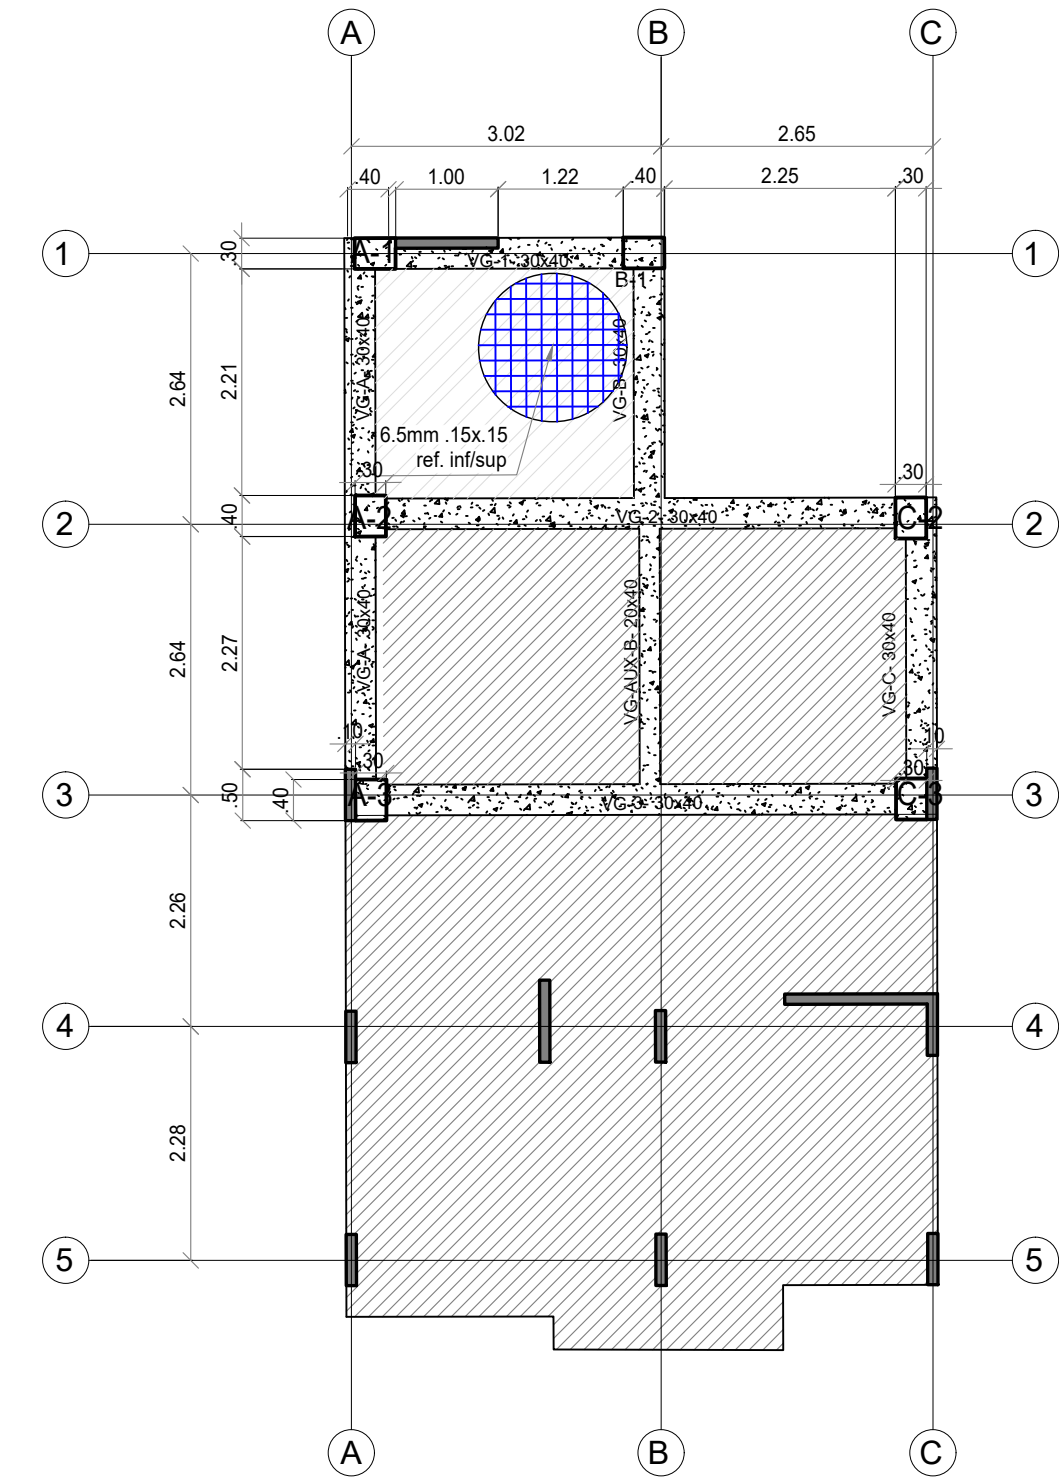 A
B
C
3.02
2.65
.40
1.00
1.22
.40
2.25
.30
1
.30
A-1
VG-1- 30x40
B-1
1
2.64
2.21
VG-A- 30x40
VG-B- 30x40
6.5mm .15x.15
ref. inf/sup
.30
.30
2
.40
A-2
VG-2- 30x40
C-2
2
2.64
2.27
VG-A- 30x40
VG-AUX-B- 20x40
VG-C- 30x40
.10
.10
.30
.30
3
.50
.40
A-3
VG-3- 30x40
C-3
3
2.26
4
4
2.28
5
5
A
B
C